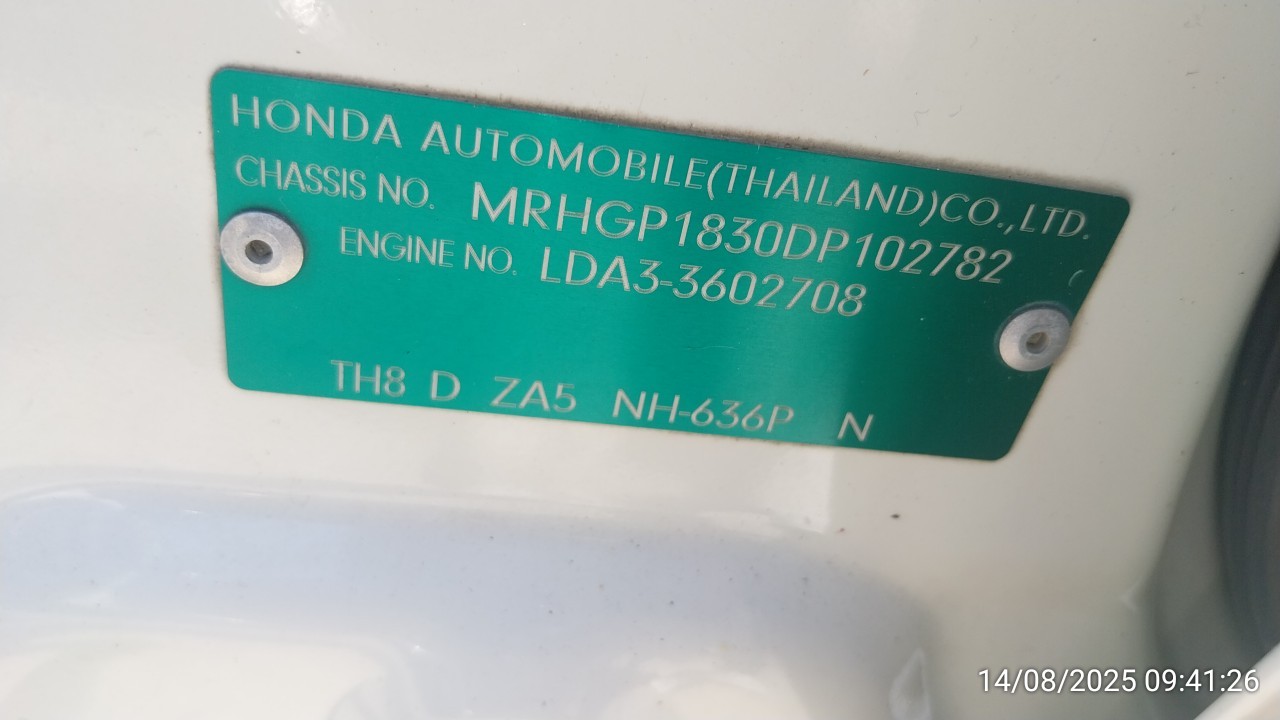 HONDA AUTOMOBILE(THAILAND)CO.,LTD.
CHASSIS NO. MRHGP1830DP102782
ENGINE NO. LDA3-3602708
TH8 D ZA5 NH-636P N
14/08/2025 09:41:26